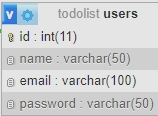 v todolist users
id : int(11)
name : varchar(50)
email : varchar(100)
password : varchar(50)